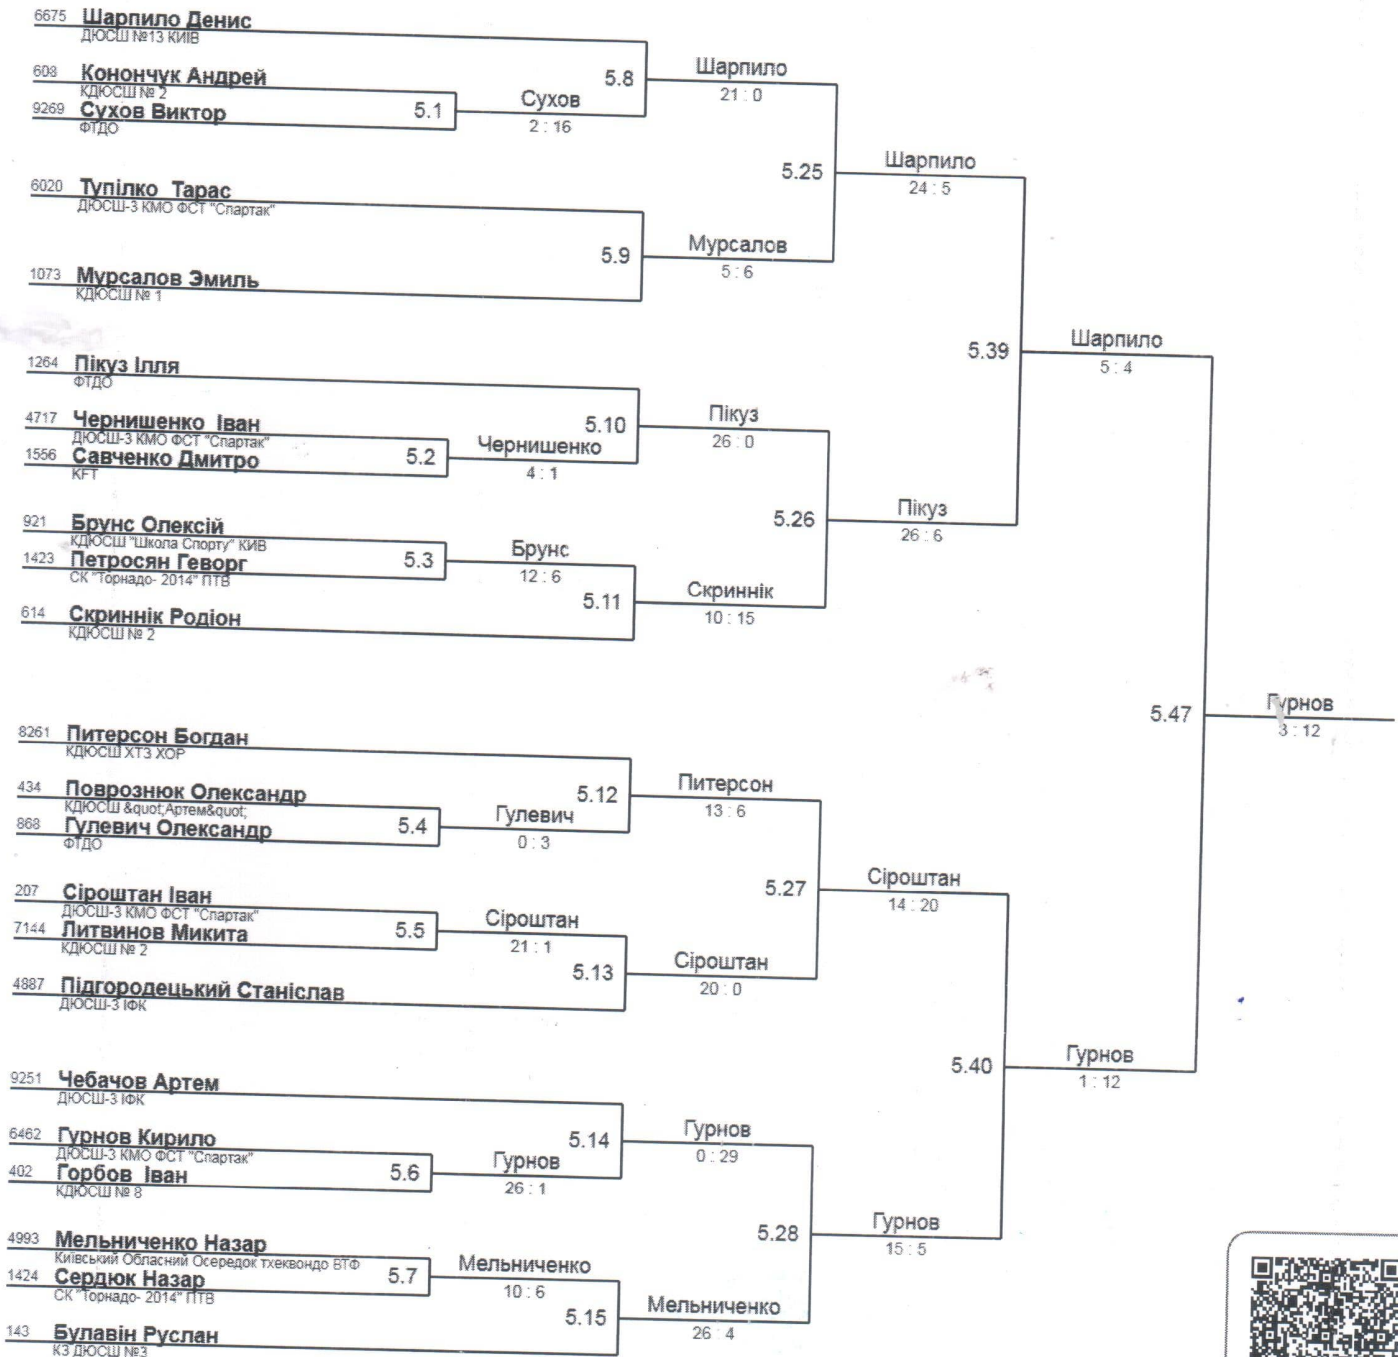 6675 Шарпило Денис
ДЮСШ №13 КИІВ
608 Конончук Андрей
КДЮСШ № 2
9269 Сухов Виктор
ФТДО
5.1
Сухов
2 : 16
5.8
Шарпило
21 : 0
6020 Тупілко Тарас
ДЮСШ-3 КМО ФСТ "Спартак"
1073 Мурсалов Эмиль
КДЮСШ № 1
5.9
Мурсалов
5 : 6
5.25
Шарпило
24 : 5
1264 Пікуз Ілля
ФТДО
4717 Чернишенко Іван
ДЮСШ-3 КМО ФСТ "Спартак"
1556 Савченко Дмитро
KFT
5.2
Чернишенко
4 : 1
5.10
Пікуз
26 : 0
921 Брунс Олексій
КДЮСШ "Школа Спорту" КИВ
1423 Петросян Геворг
СК "Торнадо- 2014" ПТВ
5.3
Брунс
12 : 6
614 Скриннік Родіон
КДЮСШ № 2
5.11
Скриннік
10 : 15
5.26
Пікуз
26 : 6
5.39
Шарпило
5 : 4
8261 Питерсон Богдан
КДЮСШ ХТЗ ХОР
434 Поврознюк Олександр
КДЮСШ &quot;Артем&quot;
868 Гулевич Олександр
ФТДО
5.4
Гулевич
0 : 3
5.12
Питерсон
13 : 6
207 Сіроштан Іван
ДЮСШ-3 КМО ФСТ "Спартак"
7144 Литвинов Микита
КДЮСШ № 2
5.5
Сіроштан
21 : 1
4887 Підгородецький Станіслав
ДЮСШ-3 ІФК
5.13
Сіроштан
20 : 0
5.27
Сіроштан
14 : 20
9251 Чебачов Артем
ДЮСШ-3 ІФК
6462 Гурнов Кирило
ДЮСШ-3 КМО ФСТ "Спартак"
402 Горбов Іван
КДЮСШ № 8
5.6
Гурнов
26 : 1
5.14
Гурнов
0 : 29
4993 Мельниченко Назар
Київський Обласний Осередок тхеквондо ВТФ
1424 Сердюк Назар
СК "Торнадо- 2014" ПТВ
5.7
Мельниченко
10 : 6
143 Булавін Руслан
КЗ ДЮСШ №3
5.15
Мельниченко
26 : 4
5.28
Гурнов
15 : 5
5.40
Гурнов
1 : 12
5.47
Гурнов
3 : 12